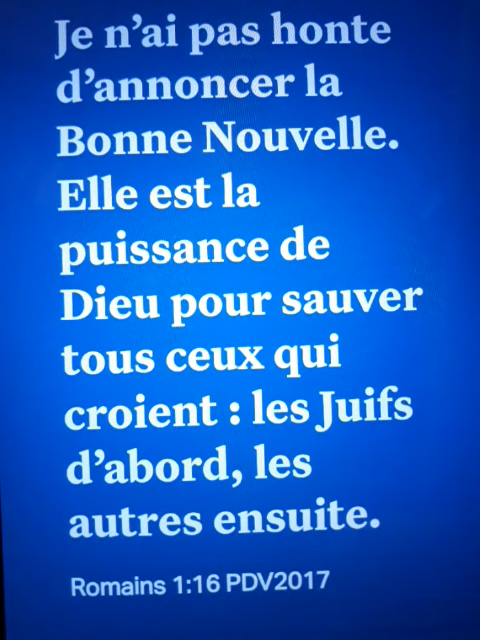 Je n’ai pas honte
d’annoncer la
Bonne Nouvelle.
Elle est la
puissance de
Dieu pour sauver
tous ceux qui
croient : les Juifs
d’abord, les
autres ensuite.
Romains 1:16 PDV2017